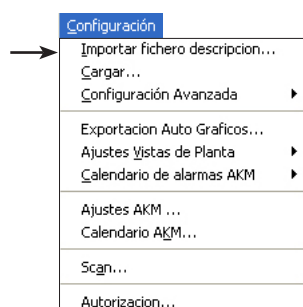 Configuración
Importar fichero descripcion...
Cargar...
Configuración Avanzada
Exportacion Auto Graficos...
Ajustes Vistas de Planta
Calendario de alarmas AKM
Ajustes AKM ...
Calendario AKM...
Scan...
Autorizacion...